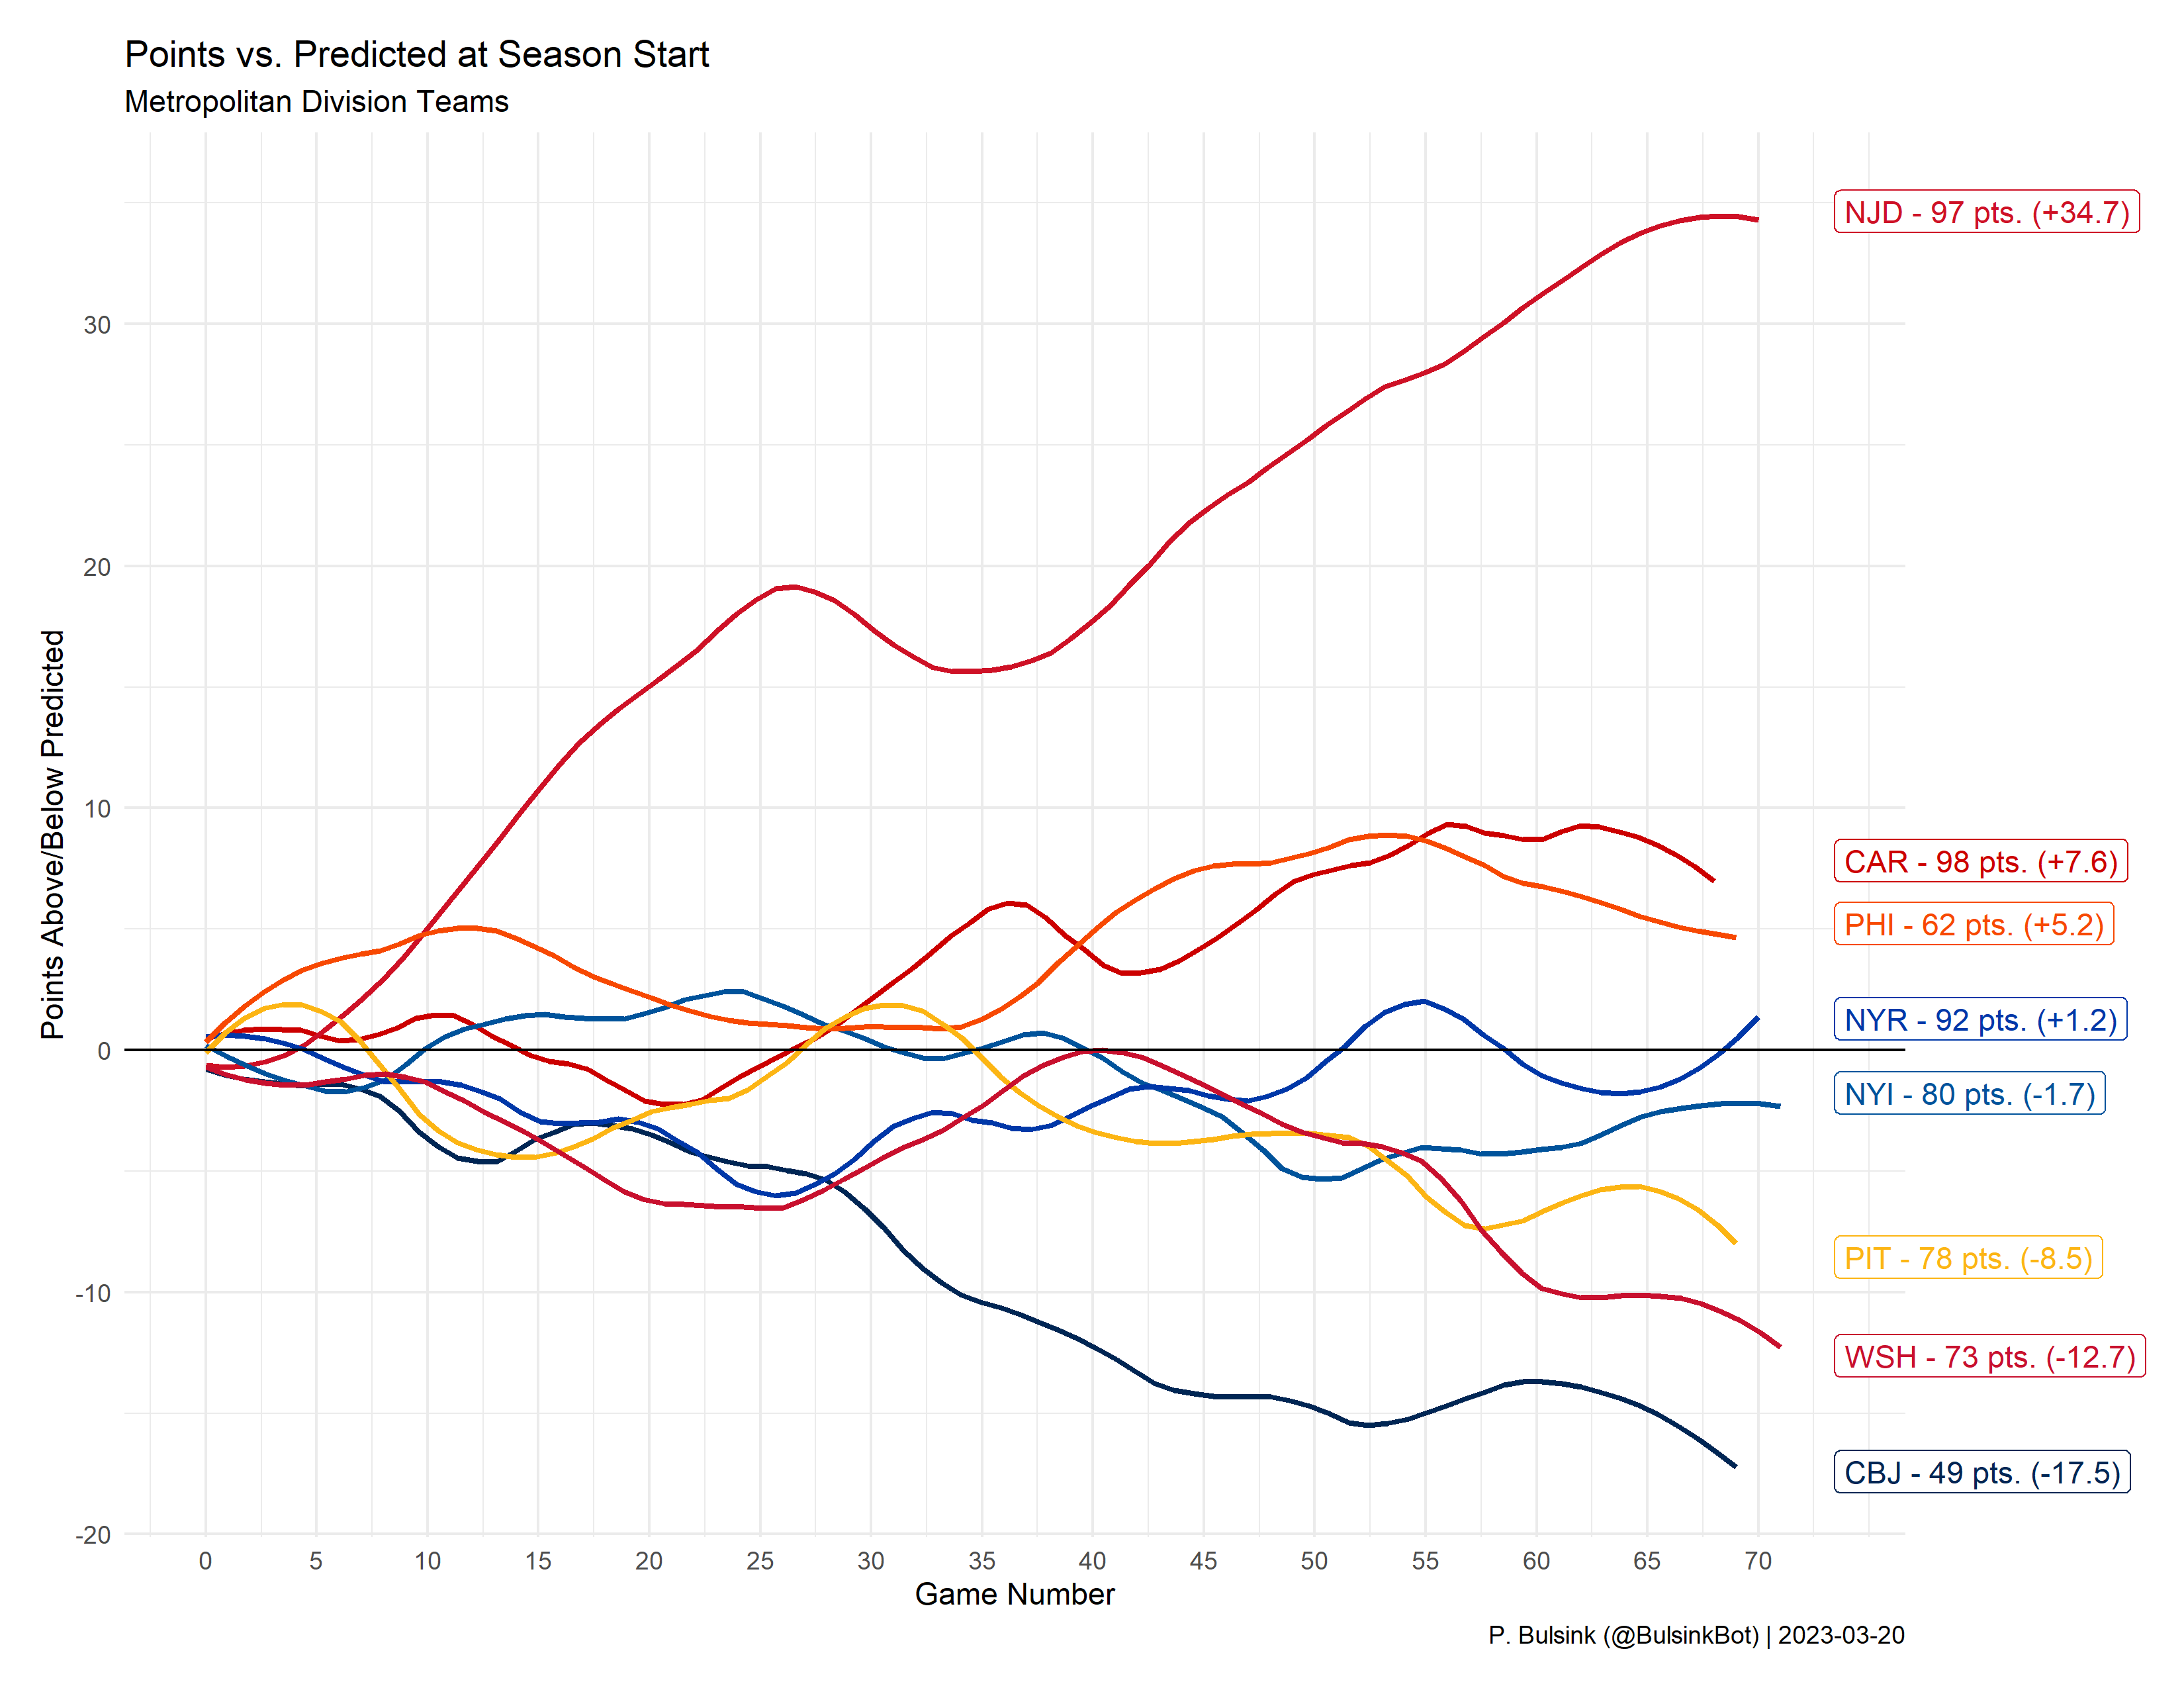 Points vs. Predicted at Season Start
Metropolitan Division Teams
Points Above/Below Predicted
30
20
10
0
-10
-20
NJD - 97 pts. (+34.7)
CAR - 98 pts. (+7.6)
PHI - 62 pts. (+5.2)
NYR - 92 pts. (+1.2)
NYI - 80 pts. (-1.7)
PIT - 78 pts. (-8.5)
WSH - 73 pts. (-12.7)
CBJ - 49 pts. (-17.5)
0 5 10 15 20 25 30 35 40 45 50 55 60 65 70
Game Number
P. Bulsink (@BulsinkBot) | 2023-03-20